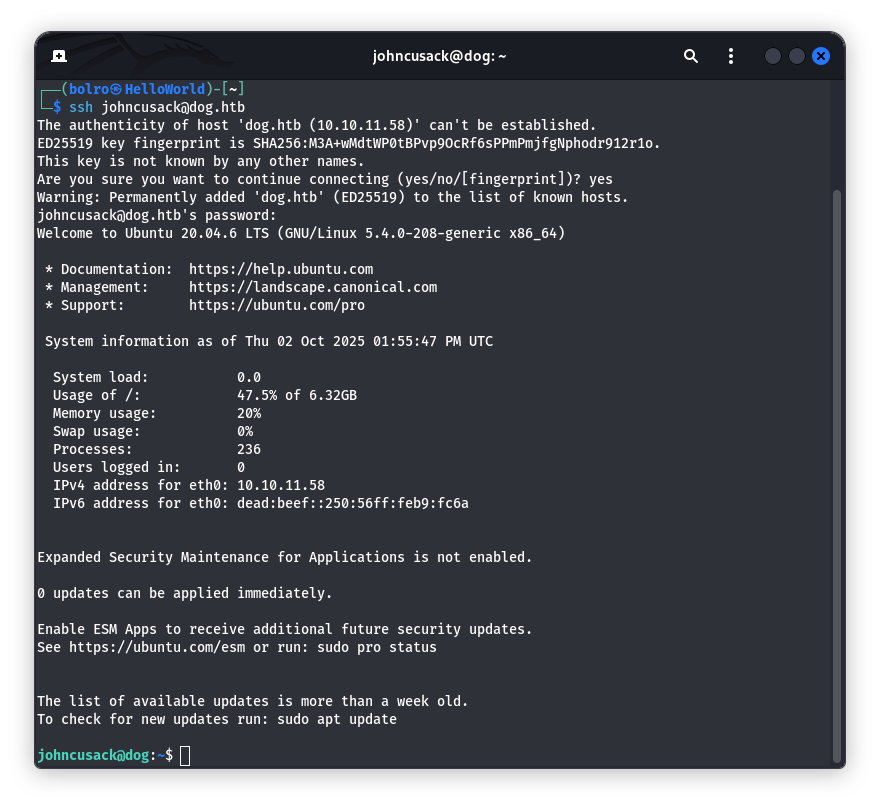 johncusack@dog: ~
┌──(bolro㉿HelloWorld)-[~]
└─$ ssh johncusack@dog.htb
The authenticity of host 'dog.htb (10.10.11.58)' can't be established.
ED25519 key fingerprint is SHA256:M3A+wMdtWP0tBPvp9OcRf6sPPmPmjfgNphodr912r1o.
This key is not known by any other names.
Are you sure you want to continue connecting (yes/no/[fingerprint])? yes
Warning: Permanently added 'dog.htb' (ED25519) to the list of known hosts.
johncusack@dog.htb's password:
Welcome to Ubuntu 20.04.6 LTS (GNU/Linux 5.4.0-208-generic x86_64)
* Documentation:  https://help.ubuntu.com
* Management:     https://landscape.canonical.com
* Support:        https://ubuntu.com/pro
System information as of Thu 02 Oct 2025 01:55:47 PM UTC
System load:           0.0
Usage of /:            47.5% of 6.32GB
Memory usage:          20%
Swap usage:            0%
Processes:             236
Users logged in:       0
IPv4 address for eth0: 10.10.11.58
IPv6 address for eth0: dead:beef::250:56ff:feb9:fc6a
Expanded Security Maintenance for Applications is not enabled.
0 updates can be applied immediately.
Enable ESM Apps to receive additional future security updates.
See https://ubuntu.com/esm or run: sudo pro status
The list of available updates is more than a week old.
To check for new updates run: sudo apt update
johncusack@dog:~$